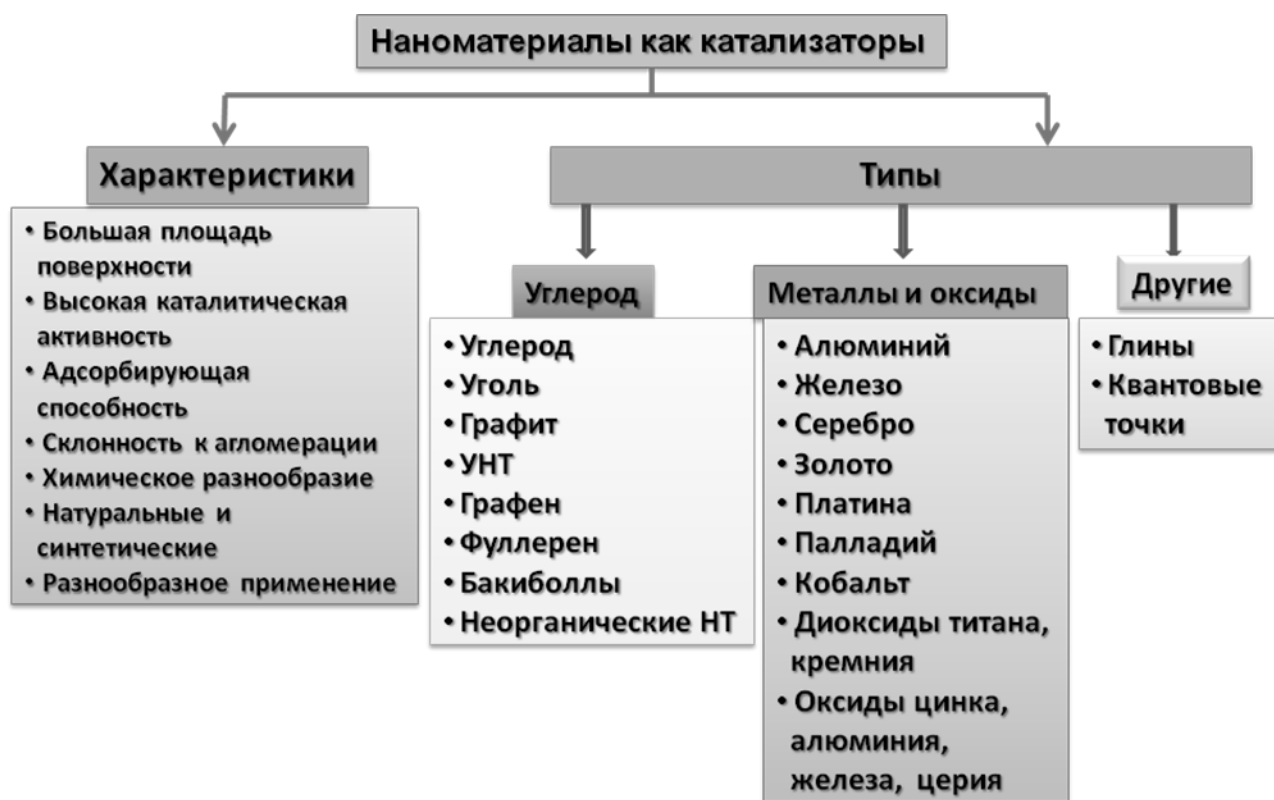 Наноматериалы как катализаторы
Характеристики
• Большая площадь
поверхности
• Высокая каталитическая
активность
• Адсорбирующая
способность
• Склонность к агломерации
• Химическое разнообразие
• Натуральные и
синтетические
• Разнообразное применение
Типы
Углерод
• Углерод
• Уголь
• Графит
• УНТ
• Графен
• Фуллерен
• Бакиболлы
• Неорганические НТ
Металлы и оксиды
• Алюминий
• Железо
• Серебро
• Золото
• Платина
• Палладий
• Кобальт
• Диоксиды титана,
кремния
• Оксиды цинка,
алюминия,
железа, церия
Другие
• Глины
• Квантовые
точки